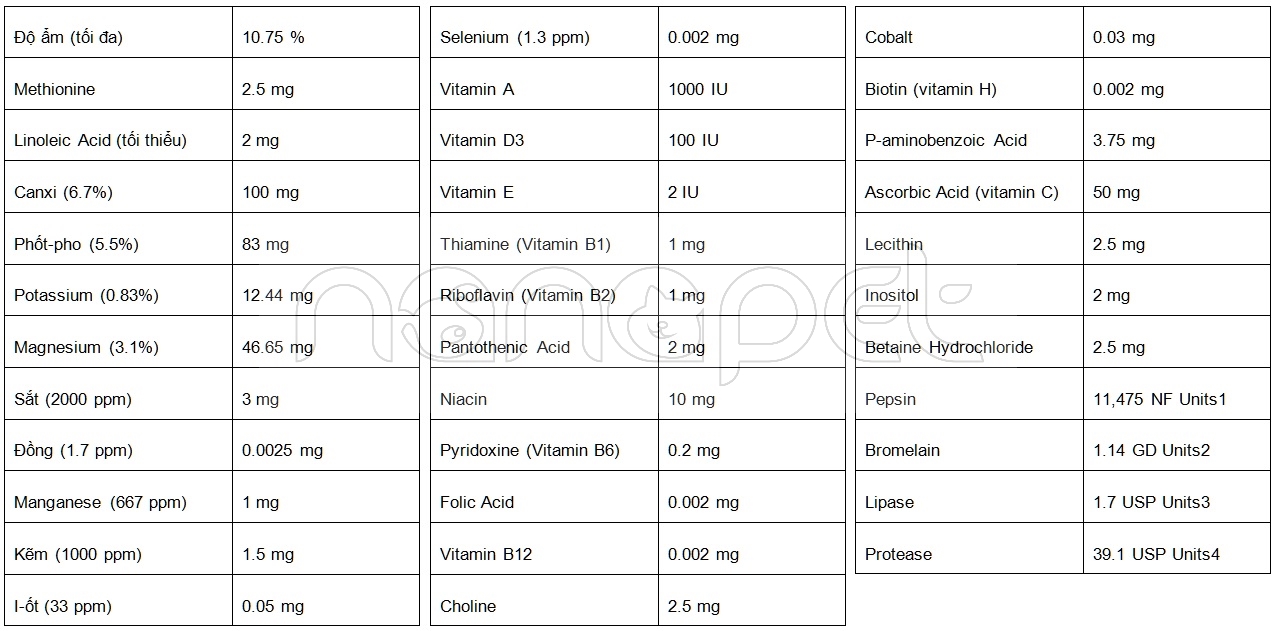 Độ ẩm (tối đa) 10.75 %
Methionine 2.5 mg
Linoleic Acid (tối thiểu) 2 mg
Canxi (6.7%) 100 mg
Phốt-pho (5.5%) 83 mg
Potassium (0.83%) 12.44 mg
Magnesium (3.1%) 46.65 mg
Sắt (2000 ppm) 3 mg
Đồng (1.7 ppm) 0.0025 mg
Manganese (667 ppm) 1 mg
Kẽm (1000 ppm) 1.5 mg
I-ốt (33 ppm) 0.05 mg
Selenium (1.3 ppm) 0.002 mg
Vitamin A 1000 IU
Vitamin D3 100 IU
Vitamin E 2 IU
Thiamine (Vitamin B1) 1 mg
Riboflavin (Vitamin B2) 1 mg
Pantothenic Acid 2 mg
Niacin 10 mg
Pyridoxine (Vitamin B6) 0.2 mg
Folic Acid 0.002 mg
Vitamin B12 0.002 mg
Choline 2.5 mg
Cobalt 0.03 mg
Biotin (vitamin H) 0.002 mg
P-aminobenzoic Acid 3.75 mg
Ascorbic Acid (vitamin C) 50 mg
Lecithin 2.5 mg
Inositol 2 mg
Betaine Hydrochloride 2.5 mg
Pepsin 11,475 NF Units1
Bromelain 1.14 GD Units2
Lipase 1.7 USP Units3
Protease 39.1 USP Units4
nanapet